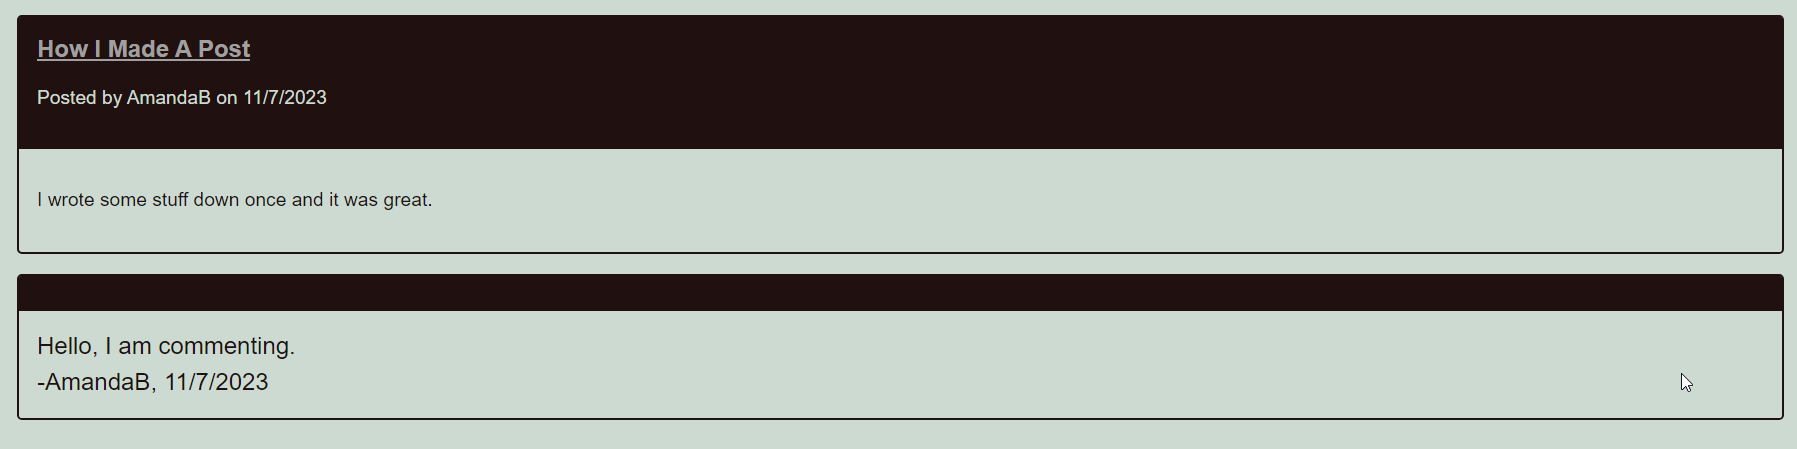 How I Made A Post
Posted by AmandaB on 11/7/2023
I wrote some stuff down once and it was great.
Hello, I am commenting.
-AmandaB, 11/7/2023